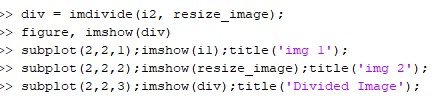 >> div = imdivide(i2, resize_image);
>> figure, imshow(div)
>> subplot(2,2,1);imshow(i1);title('img 1');
>> subplot(2,2,2);imshow(resize_image);title('img 2');
>> subplot(2,2,3);imshow(div);title('Divided Image');